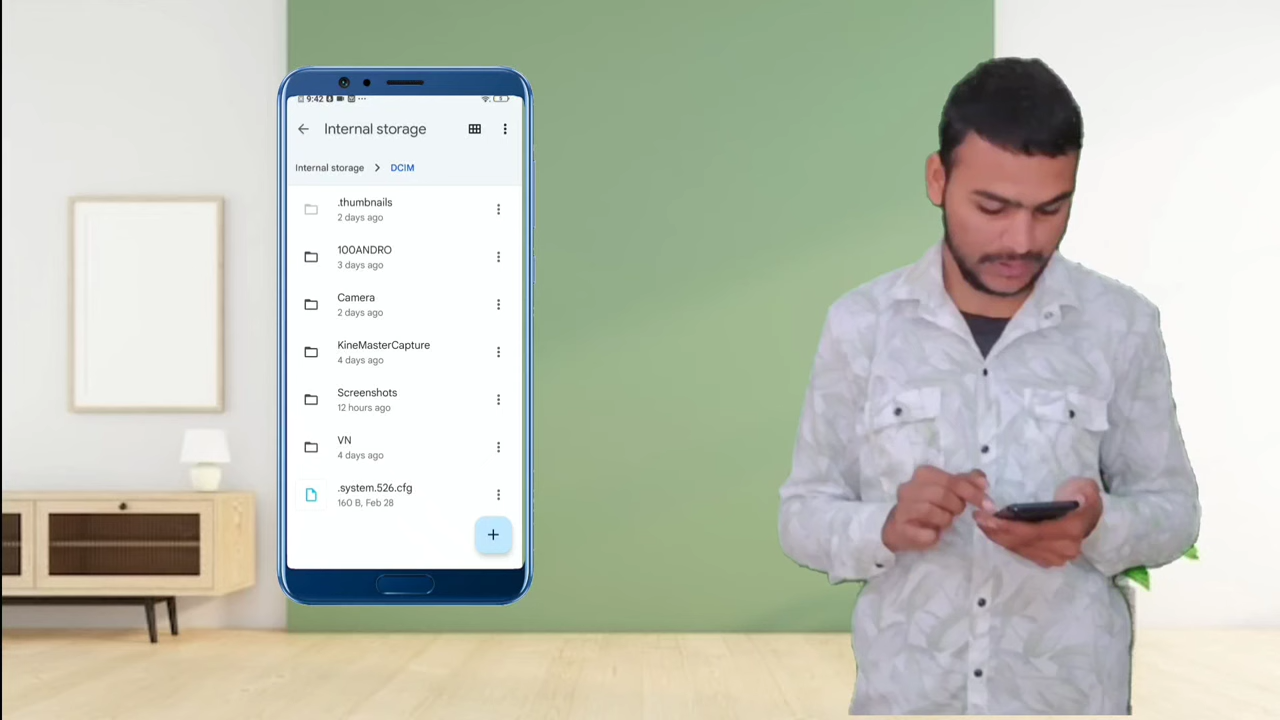 9:42
Internal storage
Internal storage > DCIM
.thumbnails
2 days ago
100ANDRO
3 days ago
Camera
2 days ago
KineMasterCapture
4 days ago
Screenshots
12 hours ago
VN
4 days ago
.system.526.cfg
160 B, Feb 28